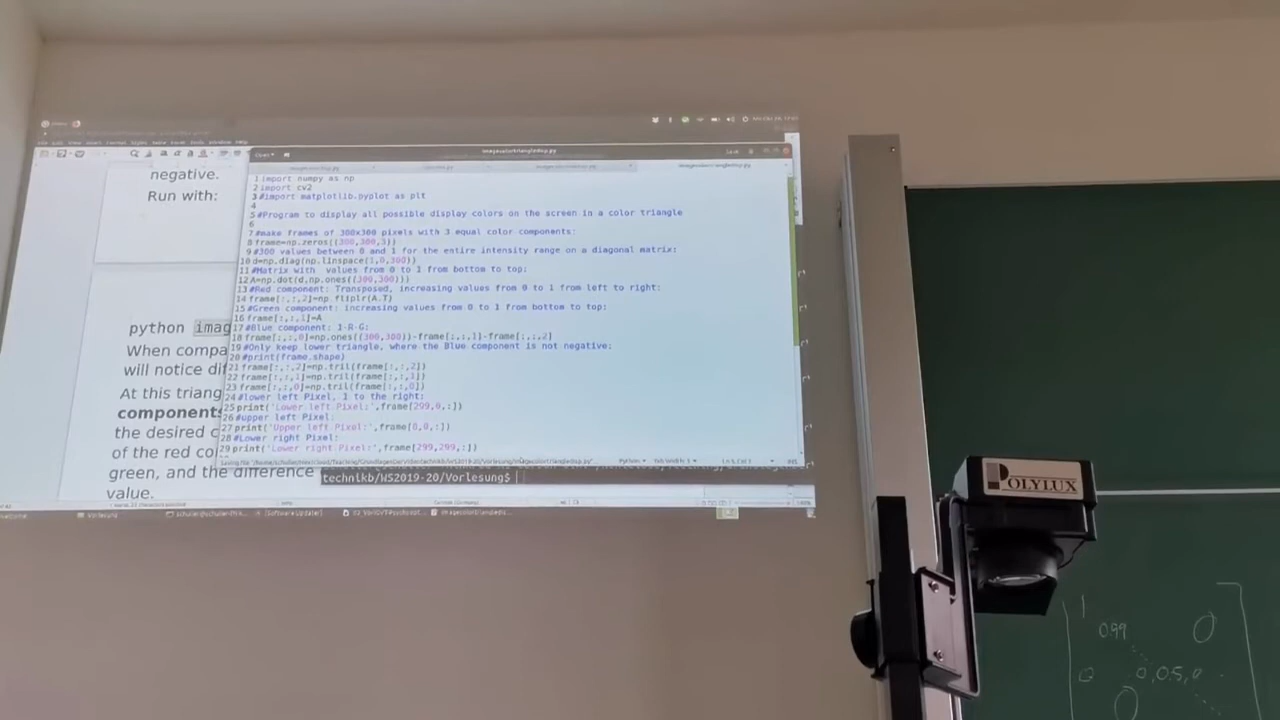 negative.
Run with:
python imag
When compa
will notice dif
At this triang
components
the desired c
of the red co
green, and the difference
value.
1 import numpy as np
2 import cv2
3 #import matplotlib.pyplot as plt
4
5 #Program to display all possible display colors on the screen in a color triangle
6
7 #make frames of 300x300 pixels with 3 equal color components:
8 frame=np.zeros((300,300,3))
9 #300 values between 0 and 1 for the entire intensity range on a diagonal matrix:
10 d=np.diag(np.linspace(1,0,300))
11 #Matrix with values from 0 to 1 from bottom to top:
12 A=np.dot(d,np.ones((300,300)))
13 #Red component: Transposed, increasing values from 0 to 1 from left to right:
14 frame[:,:,2]=np.fliplr(A.T)
15 #Green component: increasing values from 0 to 1 from bottom to top:
16 frame[:,:,1]=A
17 #Blue component: 1-R-G:
18 frame[:,:,0]=np.ones((300,300))-frame[:,:,1]-frame[:,:,2]
19 #Only keep lower triangle, where the Blue component is not negative:
20 #print(frame.shape)
21 frame[:,:,2]=np.tril(frame[:,:,2])
22 frame[:,:,1]=np.tril(frame[:,:,1])
23 frame[:,:,0]=np.tril(frame[:,:,0])
24 #lower left Pixel, 1 to the right:
25 print('Lower left Pixel:',frame[299,0,:])
26 #upper left Pixel:
27 print('Upper left Pixel:',frame[0,0,:])
28 #Lower right Pixel:
29 print('Lower right Pixel:',frame[299,299,:])
technikb/WS2019-20/Vorlesung$
POLYLUX
1
0.99
0
0
0,0.5,0
0